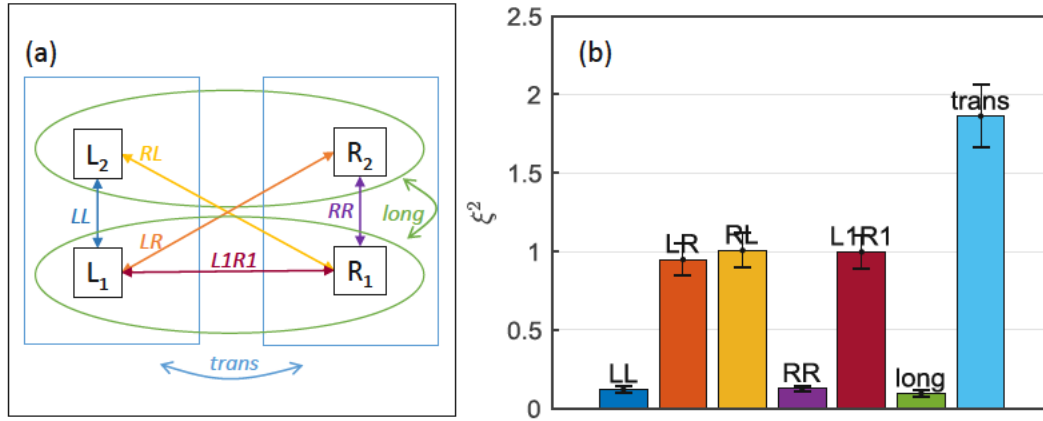 (a)
L₂
R₂
RL
LL
RR
long
LR
L1R1
L₁
R₁
trans
(b)
ξ²
2.5
2
1.5
1
0.5
0
LL
LR
RL
RR
L1R1
long
trans